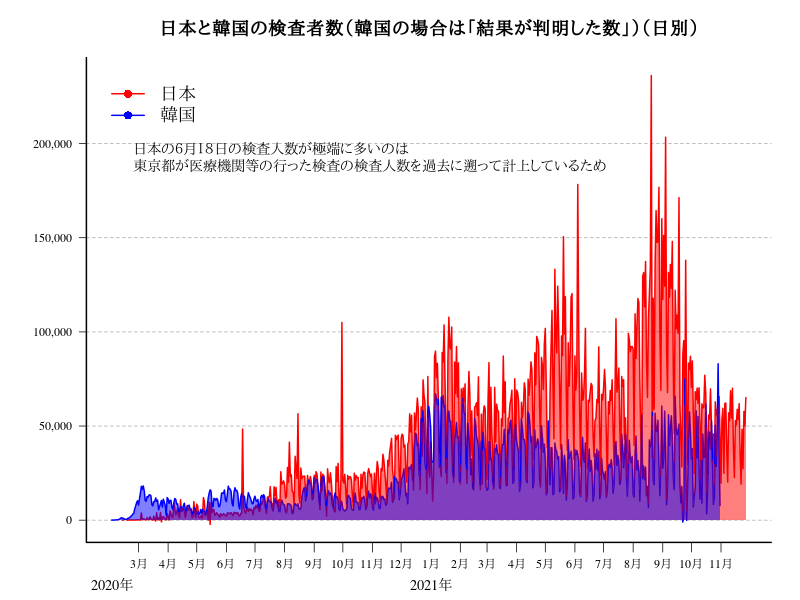 日本と韓国の検査者数（韓国の場合は「結果が判明した数」）（日別）
日本
韓国
日本の6月18日の検査人数が極端に多いのは
東京都が医療機関等の行った検査の検査人数を過去に遡って計上しているため
200,000
150,000
100,000
50,000
0
3月 4月 5月 6月 7月 8月 9月 10月 11月 12月 1月 2月 3月 4月 5月 6月 7月 8月 9月 10月 11月
2020年 2021年